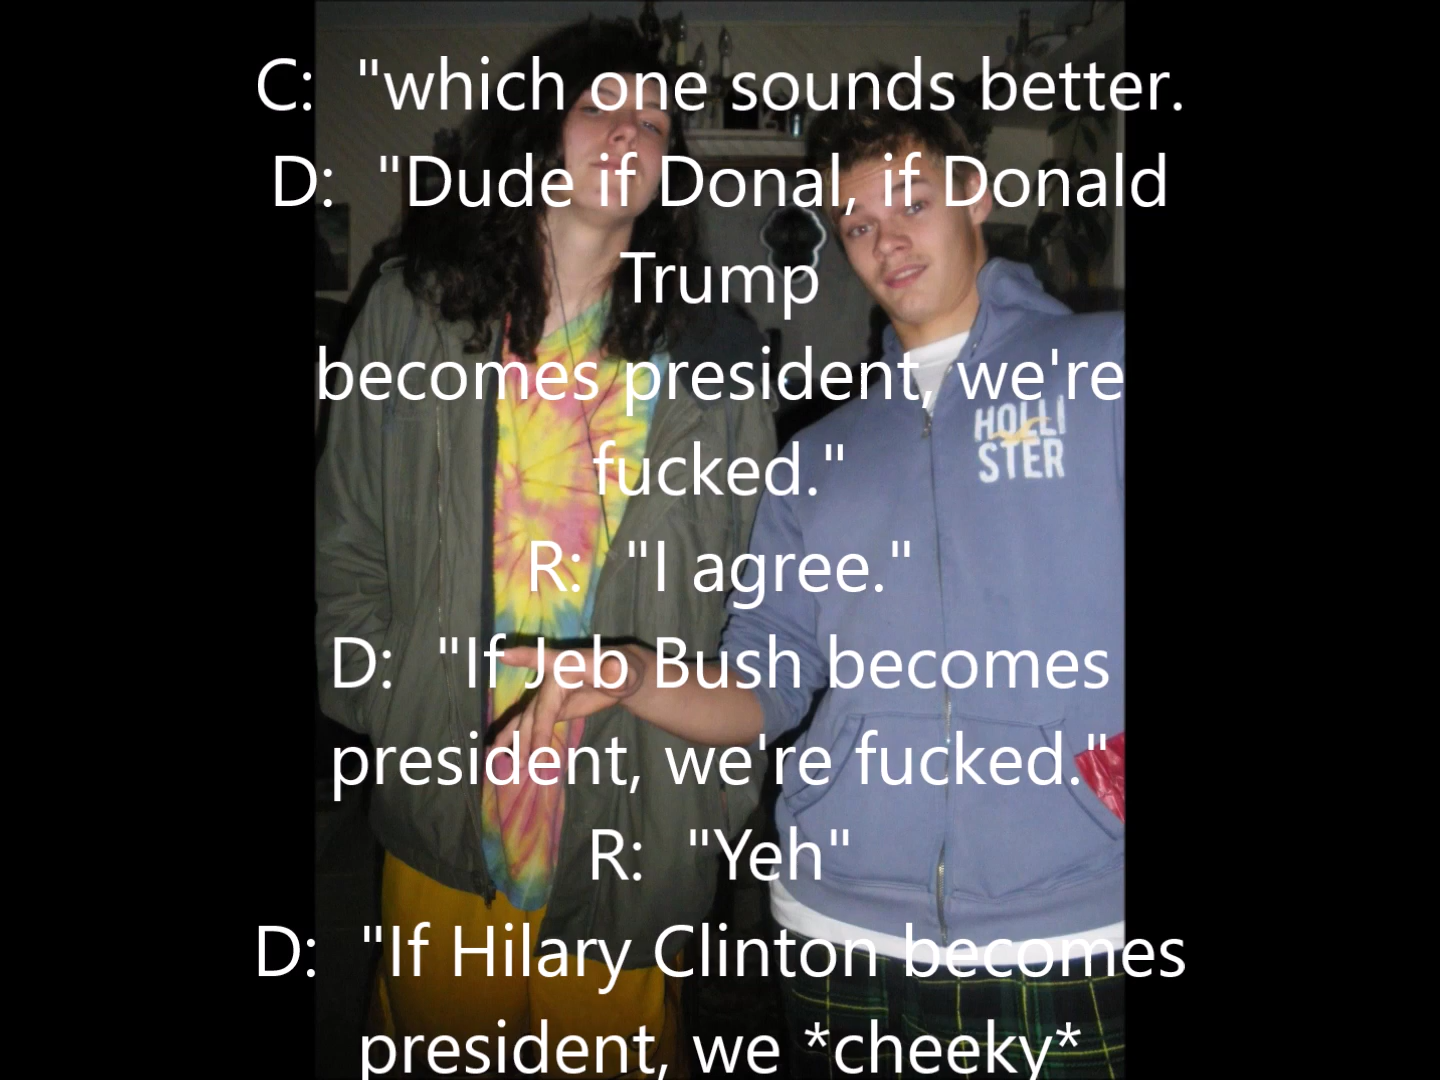 C:  "which one sounds better.
D:  "Dude if Donal, if Donald
Trump
becomes president, we're
fucked."
R:  "I agree."
D:  "If Jeb Bush becomes
president, we're fucked."
R:  "Yeh"
D:  "If Hilary Clinton becomes
president, we *cheeky*
HOLLI
STER